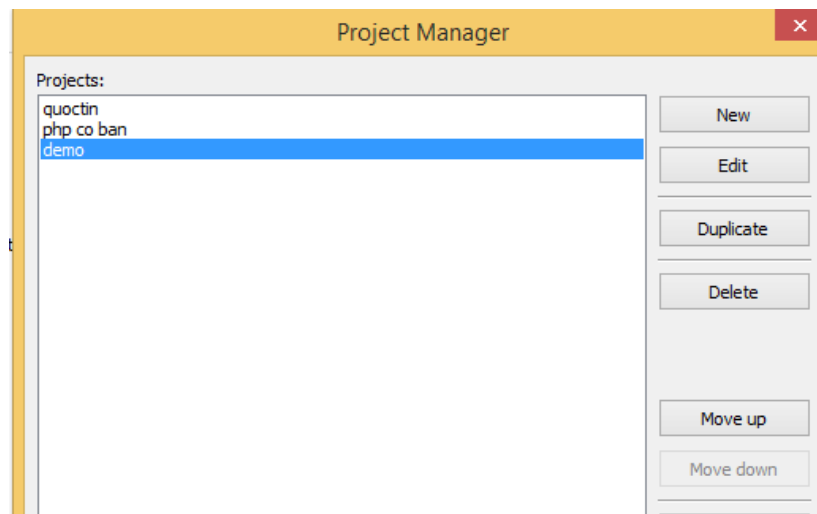 Project Manager
Projects:
quoctin
php co ban
demo
New
Edit
Duplicate
Delete
Move up
Move down